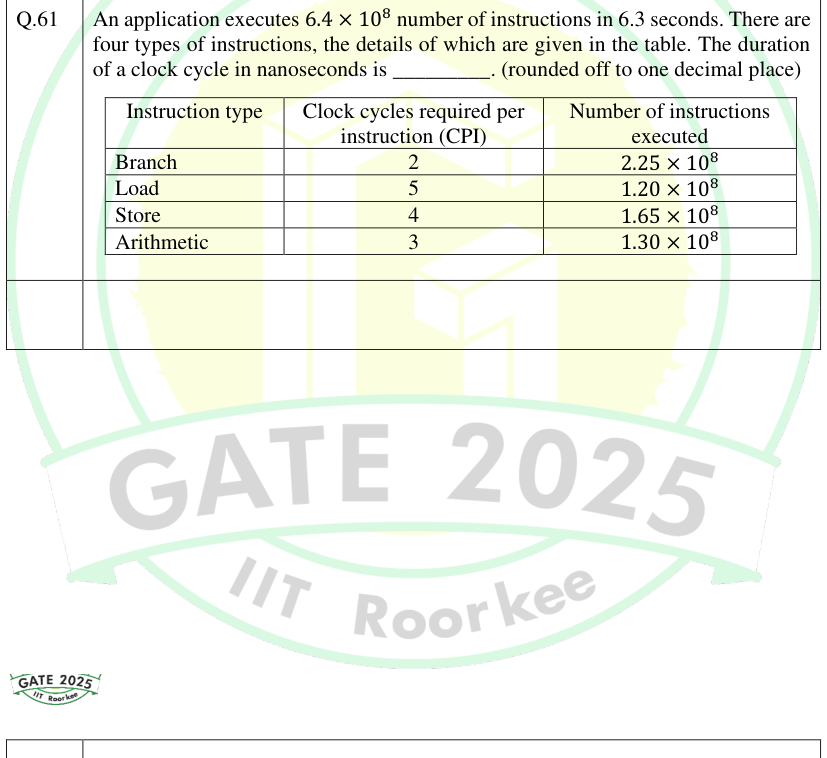 Q.61
An application executes 6.4 × 10⁸ number of instructions in 6.3 seconds. There are
four types of instructions, the details of which are given in the table. The duration
of a clock cycle in nanoseconds is _________. (rounded off to one decimal place)
Instruction type Clock cycles required per instruction (CPI) Number of instructions executed
Branch 2 2.25 × 10⁸
Load 5 1.20 × 10⁸
Store 4 1.65 × 10⁸
Arithmetic 3 1.30 × 10⁸
GATE 2025
IIT Roorkee
GATE 2025
IIT Roorkee